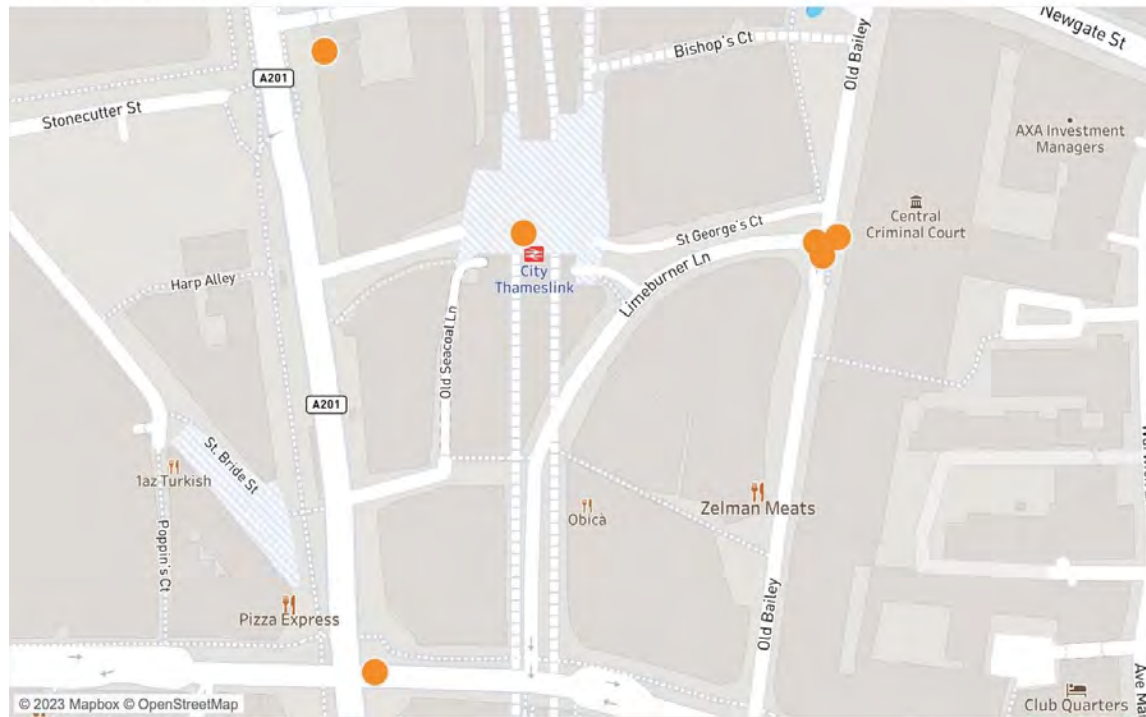 Newgate St
Bishop's Ct
Old Bailey
A201
Stonecutter St
AXA Investment
Managers
Central
Criminal Court
St George's Ct
City
Thameslink
Limeburner Ln
Harp Alley
Old Seacoal Ln
A201
St. Bride St
1az Turkish
Poppin's Ct
Obicà
Zelman Meats
Pizza Express
Old Bailey
Club Quarters
© 2023 Mapbox © OpenStreetMap